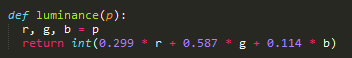 def luminance(p):
  r, g, b = p
  return int(0.299 * r + 0.587 * g + 0.114 * b)